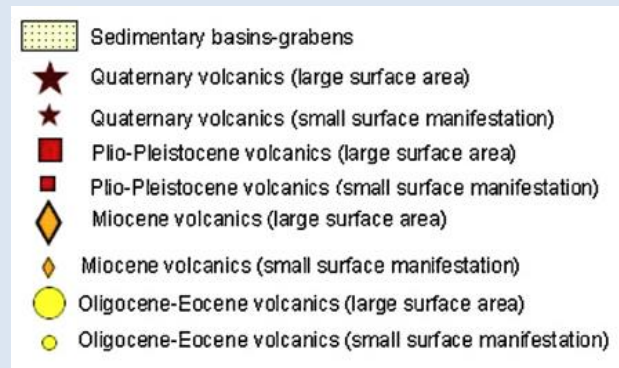 Sedimentary basins-grabens
Quaternary volcanics (large surface area)
Quaternary volcanics (small surface manifestation)
Plio-Pleistocene volcanics (large surface area)
Plio-Pleistocene volcanics (small surface manifestation)
Miocene volcanics (large surface area)
Miocene volcanics (small surface manifestation)
Oligocene-Eocene volcanics (large surface area)
Oligocene-Eocene volcanics (small surface manifestation)